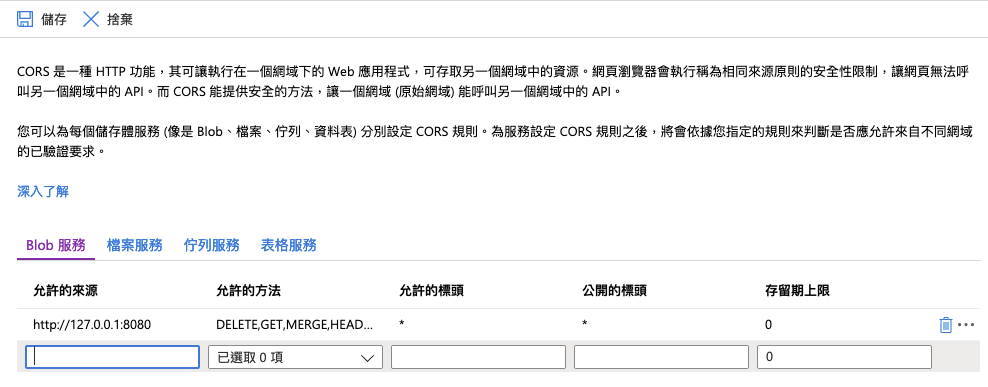 儲存 捨棄
CORS 是一種 HTTP 功能，其可讓執行在一個網域下的 Web 應用程式，可存取另一個網域中的資源。網頁瀏覽器會執行稱為相同來源原則的安全性限制，讓網頁無法呼
叫另一個網域中的 API。而 CORS 能提供安全的方法，讓一個網域 (原始網域) 能呼叫另一個網域中的 API。
您可以為每個儲存體服務 (像是 Blob、檔案、佇列、資料表) 分別設定 CORS 規則。為服務設定 CORS 規則之後，將會依據您指定的規則來判斷是否應允許來自不同網域
的已驗證要求。
深入了解
Blob 服務 檔案服務 佇列服務 表格服務
允許的來源 允許的方法 允許的標頭 公開的標頭 存留期上限
http://127.0.0.1:8080 DELETE,GET,MERGE,HEAD... * * 0
已選取 0 項 0